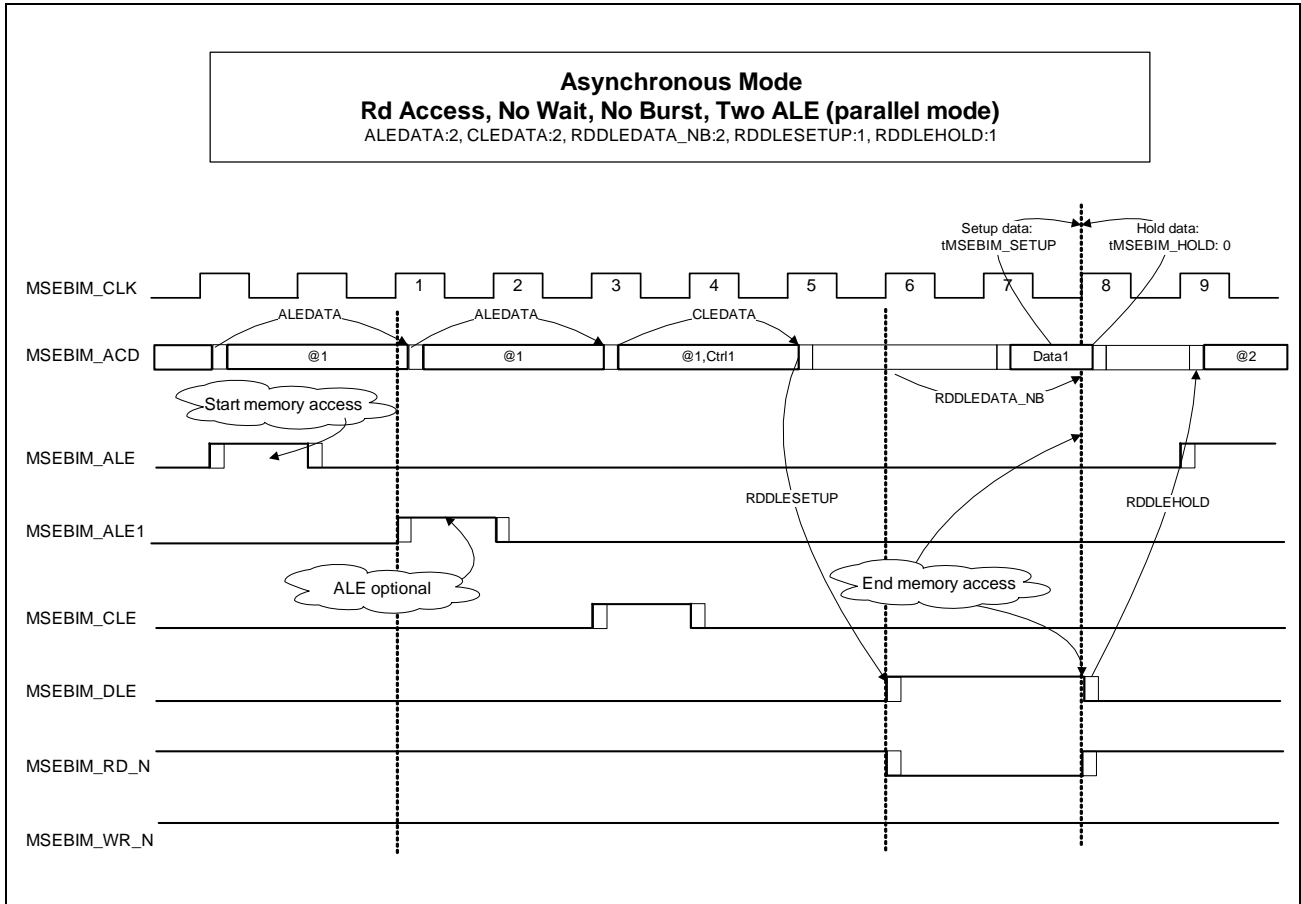 Asynchronous Mode
Rd Access, No Wait, No Burst, Two ALE (parallel mode)
ALEDATA:2, CLEDATA:2, RDDLEDATA_NB:2, RDDLESETUP:1, RDDLEHOLD:1
Setup data:
tMSEBIM_SETUP
Hold data:
tMSEBIM_HOLD: 0
MSEBIM_CLK
1 2 3 4 5 6 7 8 9
ALEDATA ALEDATA CLEDATA
MSEBIM_ACD
@1 @1 @1,Ctrl1 Data1 @2
RDDLEDATA_NB
Start memory access
MSEBIM_ALE
RDDLESETUP
RDDLEHOLD
MSEBIM_ALE1
ALE optional
End memory access
MSEBIM_CLE
MSEBIM_DLE
MSEBIM_RD_N
MSEBIM_WR_N